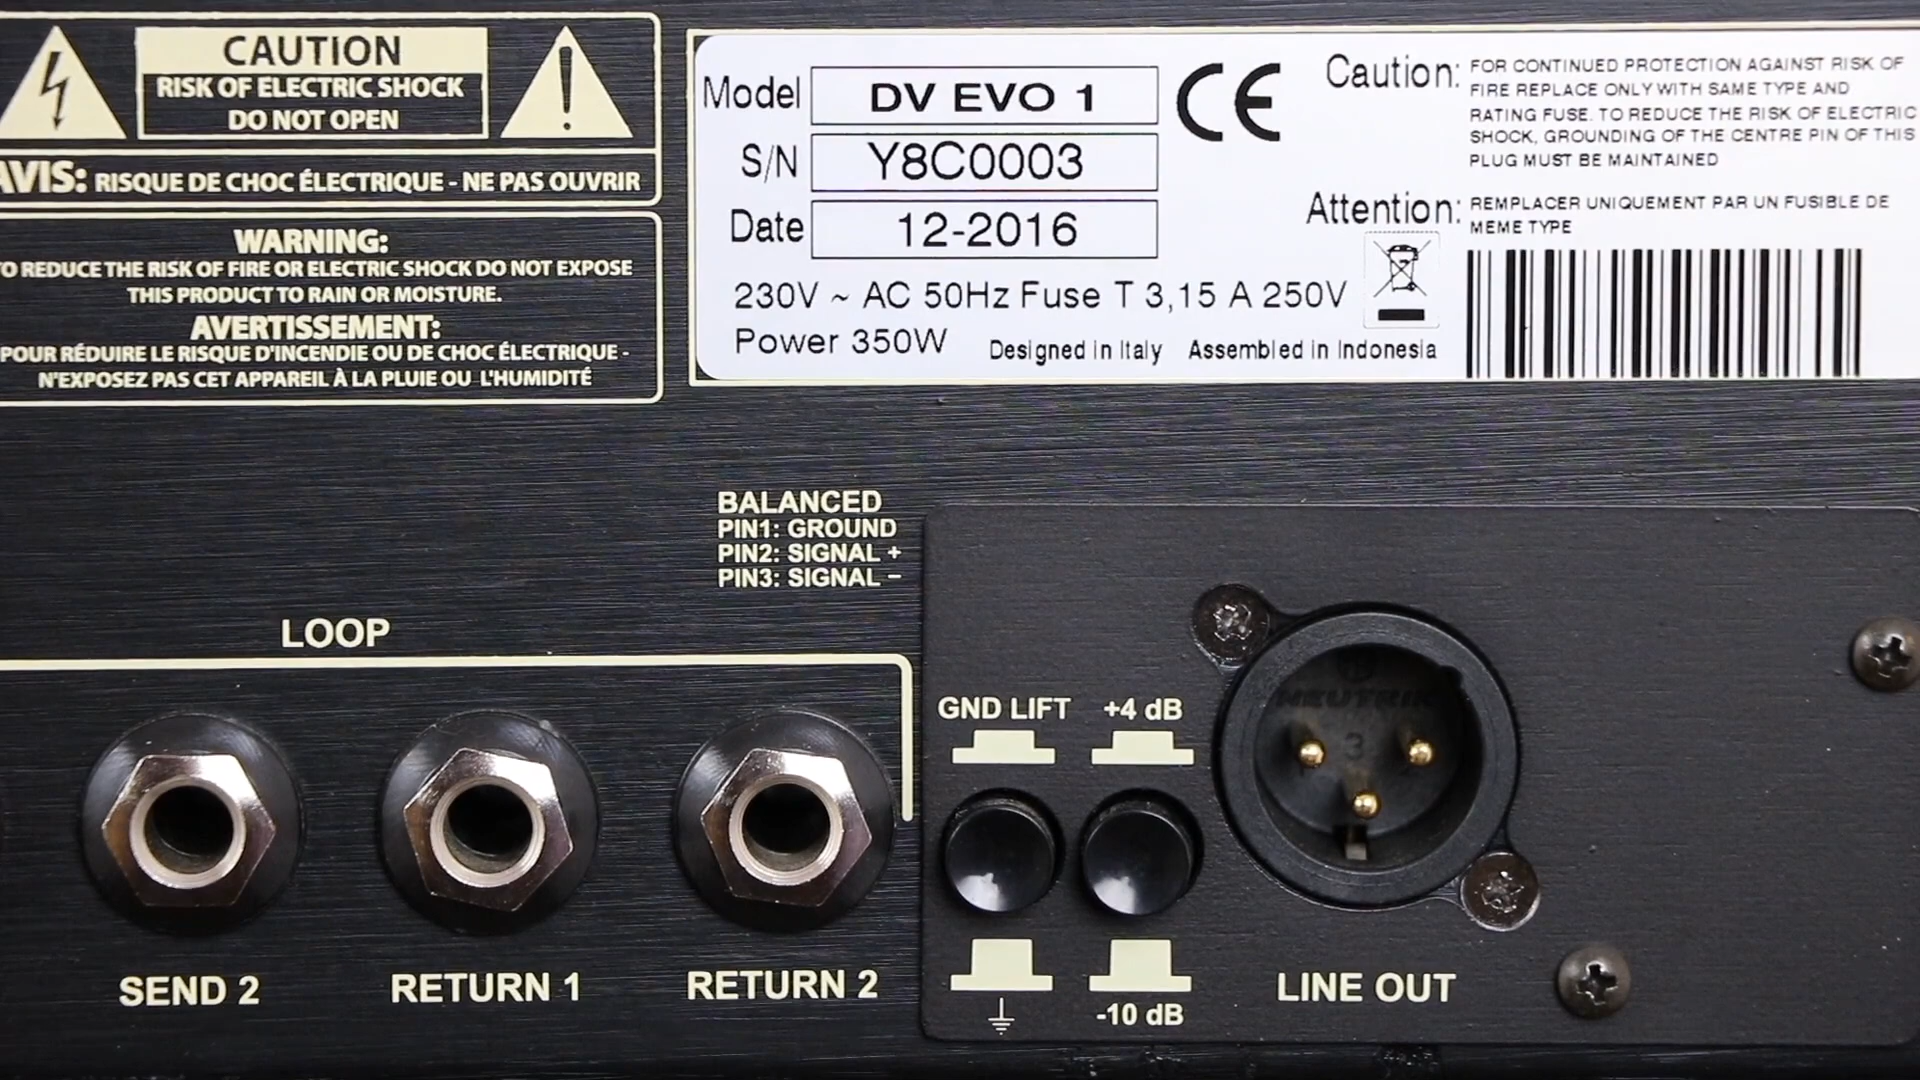 CAUTION
RISK OF ELECTRIC SHOCK
DO NOT OPEN
AVIS: RISQUE DE CHOC ÉLECTRIQUE - NE PAS OUVRIR
WARNING:
TO REDUCE THE RISK OF FIRE OR ELECTRIC SHOCK DO NOT EXPOSE
THIS PRODUCT TO RAIN OR MOISTURE.
AVERTISSEMENT:
POUR RÉDUIRE LE RISQUE D'INCENDIE OU DE CHOC ÉLECTRIQUE -
N'EXPOSEZ PAS CET APPAREIL À LA PLUIE OU L'HUMIDITÉ
Model DV EVO 1
S/N Y8C0003
Date 12-2016
230V ~ AC 50Hz Fuse T 3,15 A 250V
Power 350W Designed in Italy Assembled in Indonesia
CE
Caution: FOR CONTINUED PROTECTION AGAINST RISK OF
FIRE REPLACE ONLY WITH SAME TYPE AND
RATING FUSE. TO REDUCE THE RISK OF ELECTRIC
SHOCK, GROUNDING OF THE CENTRE PIN OF THIS
PLUG MUST BE MAINTAINED
Attention: REMPLACER UNIQUEMENT PAR UN FUSIBLE DE
MEME TYPE
BALANCED
PIN1: GROUND
PIN2: SIGNAL +
PIN3: SIGNAL −
LOOP
SEND 2
RETURN 1
RETURN 2
GND LIFT
+4 dB
-10 dB
NEUTRIK
1 3 2
LINE OUT